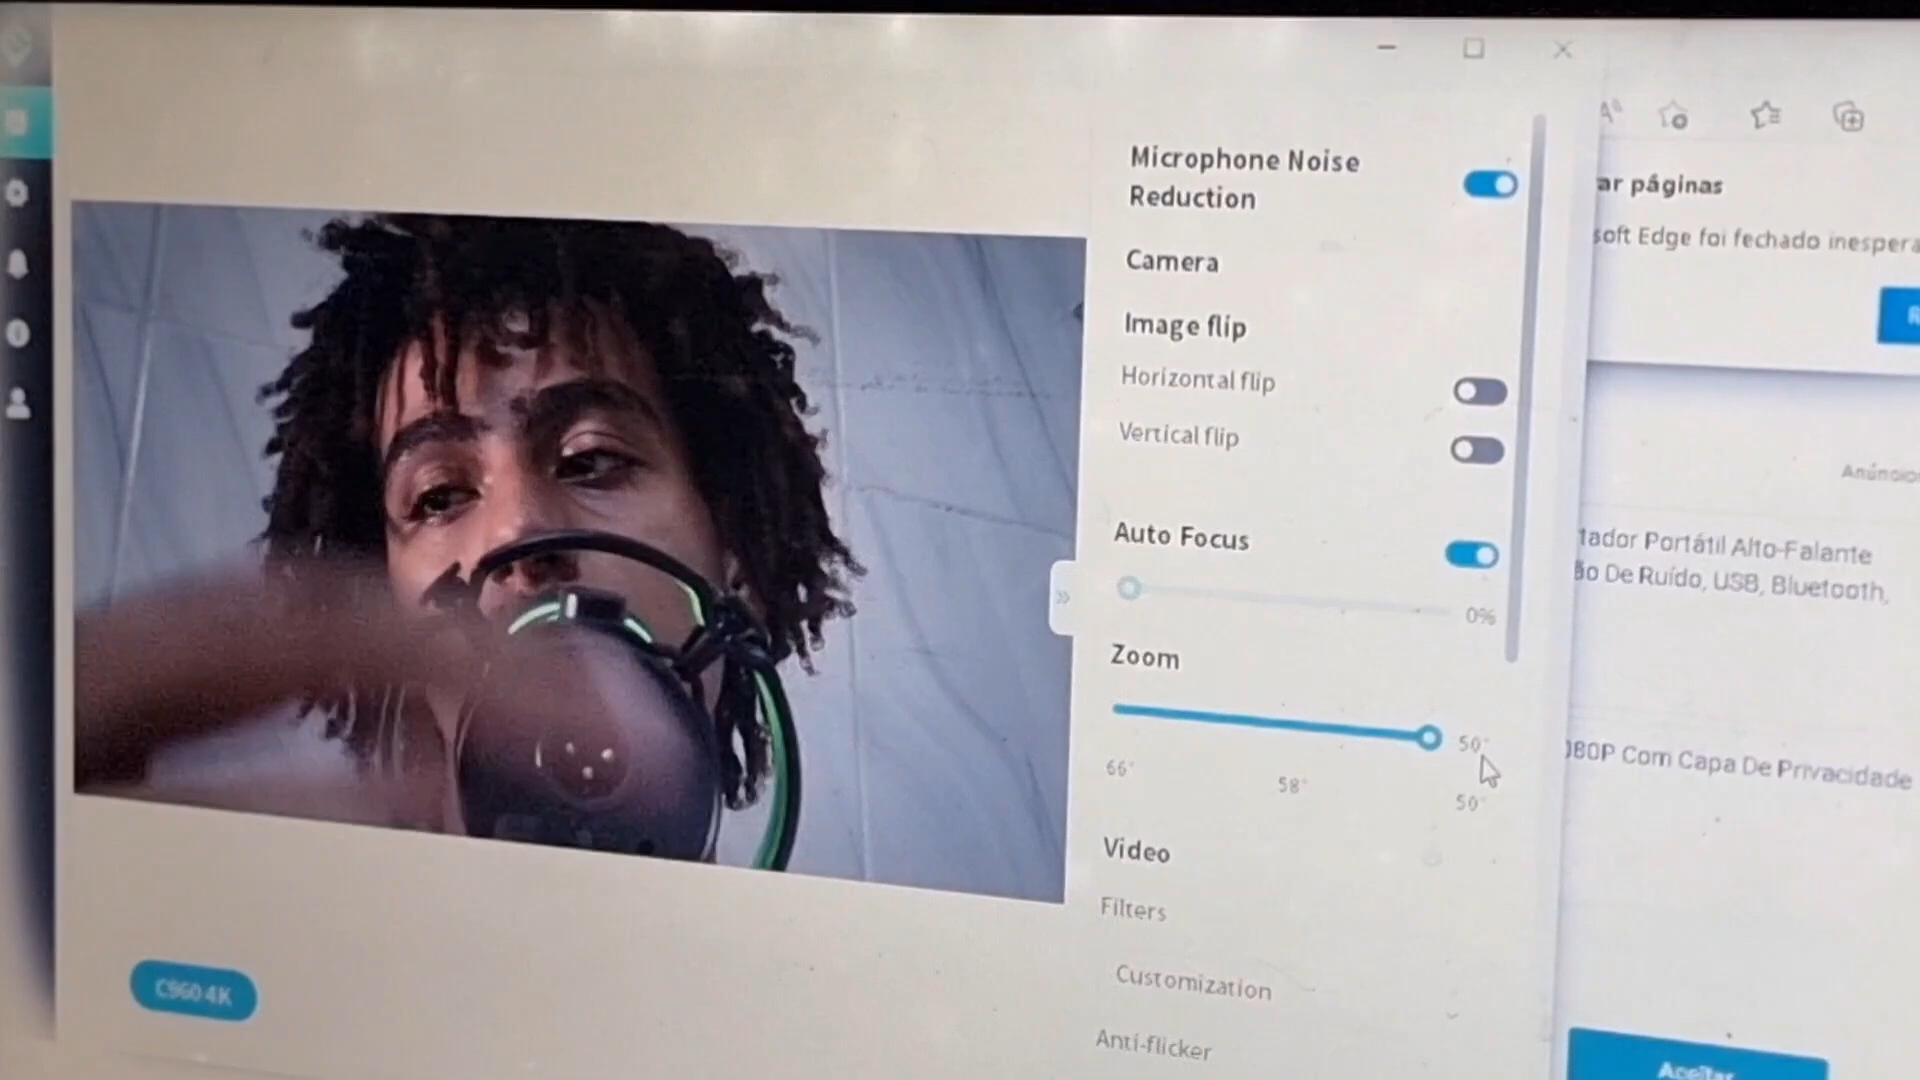 Microphone Noise
Reduction
Camera
Image flip
Horizontal flip
Vertical flip
Auto Focus
0%
Zoom
50°
66°
58°
50°
Video
Filters
Customization
Anti-flicker
C960 4K
ar páginas
soft Edge foi fechado inespera
Anúncios
tador Portátil Alto-Falante
ão De Ruído, USB, Bluetooth,
080P Com Capa De Privacidade
Aceitar